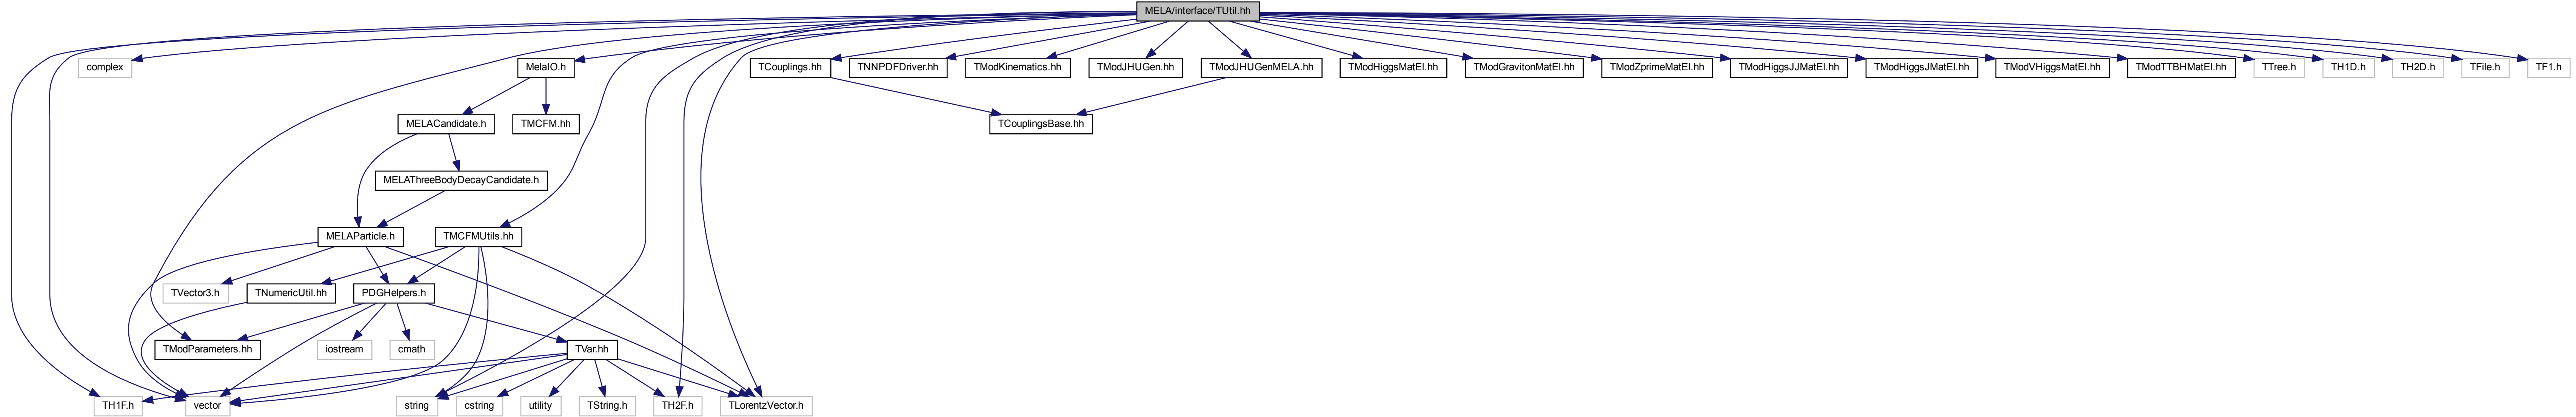 MELA/interface/TUtil.hh
complex
MelaIO.h
TCouplings.hh
TNNPDFDriver.hh
TModKinematics.hh
TModJHUGen.hh
TModJHUGenMELA.hh
TModHiggsMatEl.hh
TModGravitonMatEl.hh
TModZprimeMatEl.hh
TModHiggsJJMatEl.hh
TModHiggsJMatEl.hh
TModVHiggsMatEl.hh
TModTTBHMatEl.hh
TTree.h
TH1D.h
TH2D.h
TFile.h
TF1.h
MELACandidate.h
TMCFM.hh
TCouplingsBase.hh
MELAThreeBodyDecayCandidate.h
MELAParticle.h
TMCFMUtils.hh
TVector3.h
TNumericUtil.hh
PDGHelpers.h
TModParameters.hh
iostream
cmath
TVar.hh
TH1F.h
vector
string
cstring
utility
TString.h
TH2F.h
TLorentzVector.h